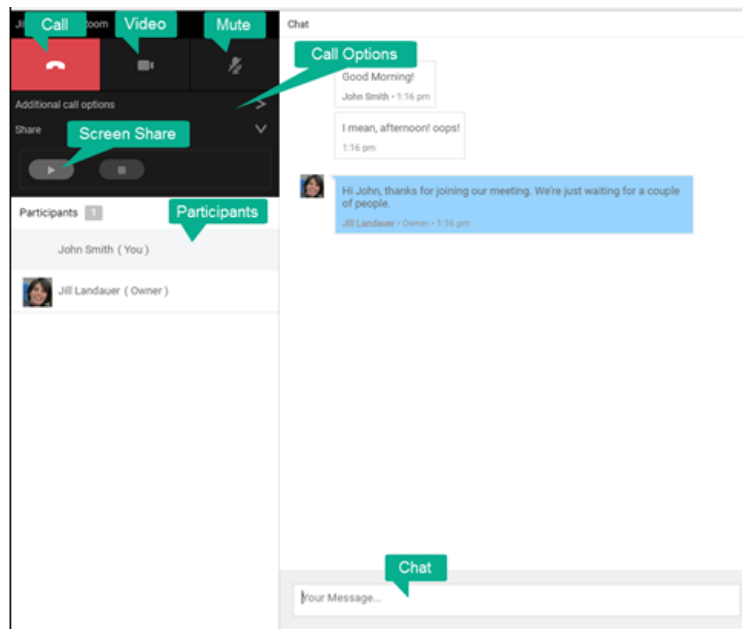 Call
Video
Mute
Ji
oom
Call Options
Additional call options
Share
Screen Share
Participants 1
Participants
John Smith ( You )
Jill Landauer ( Owner )
Chat
Good Morning!
John Smith • 1:16 pm
I mean, afternoon! oops!
1:16 pm
Hi John, thanks for joining our meeting. We're just waiting for a couple
of people.
Jill Landauer • Owner • 1:16 pm
Chat
Your Message...